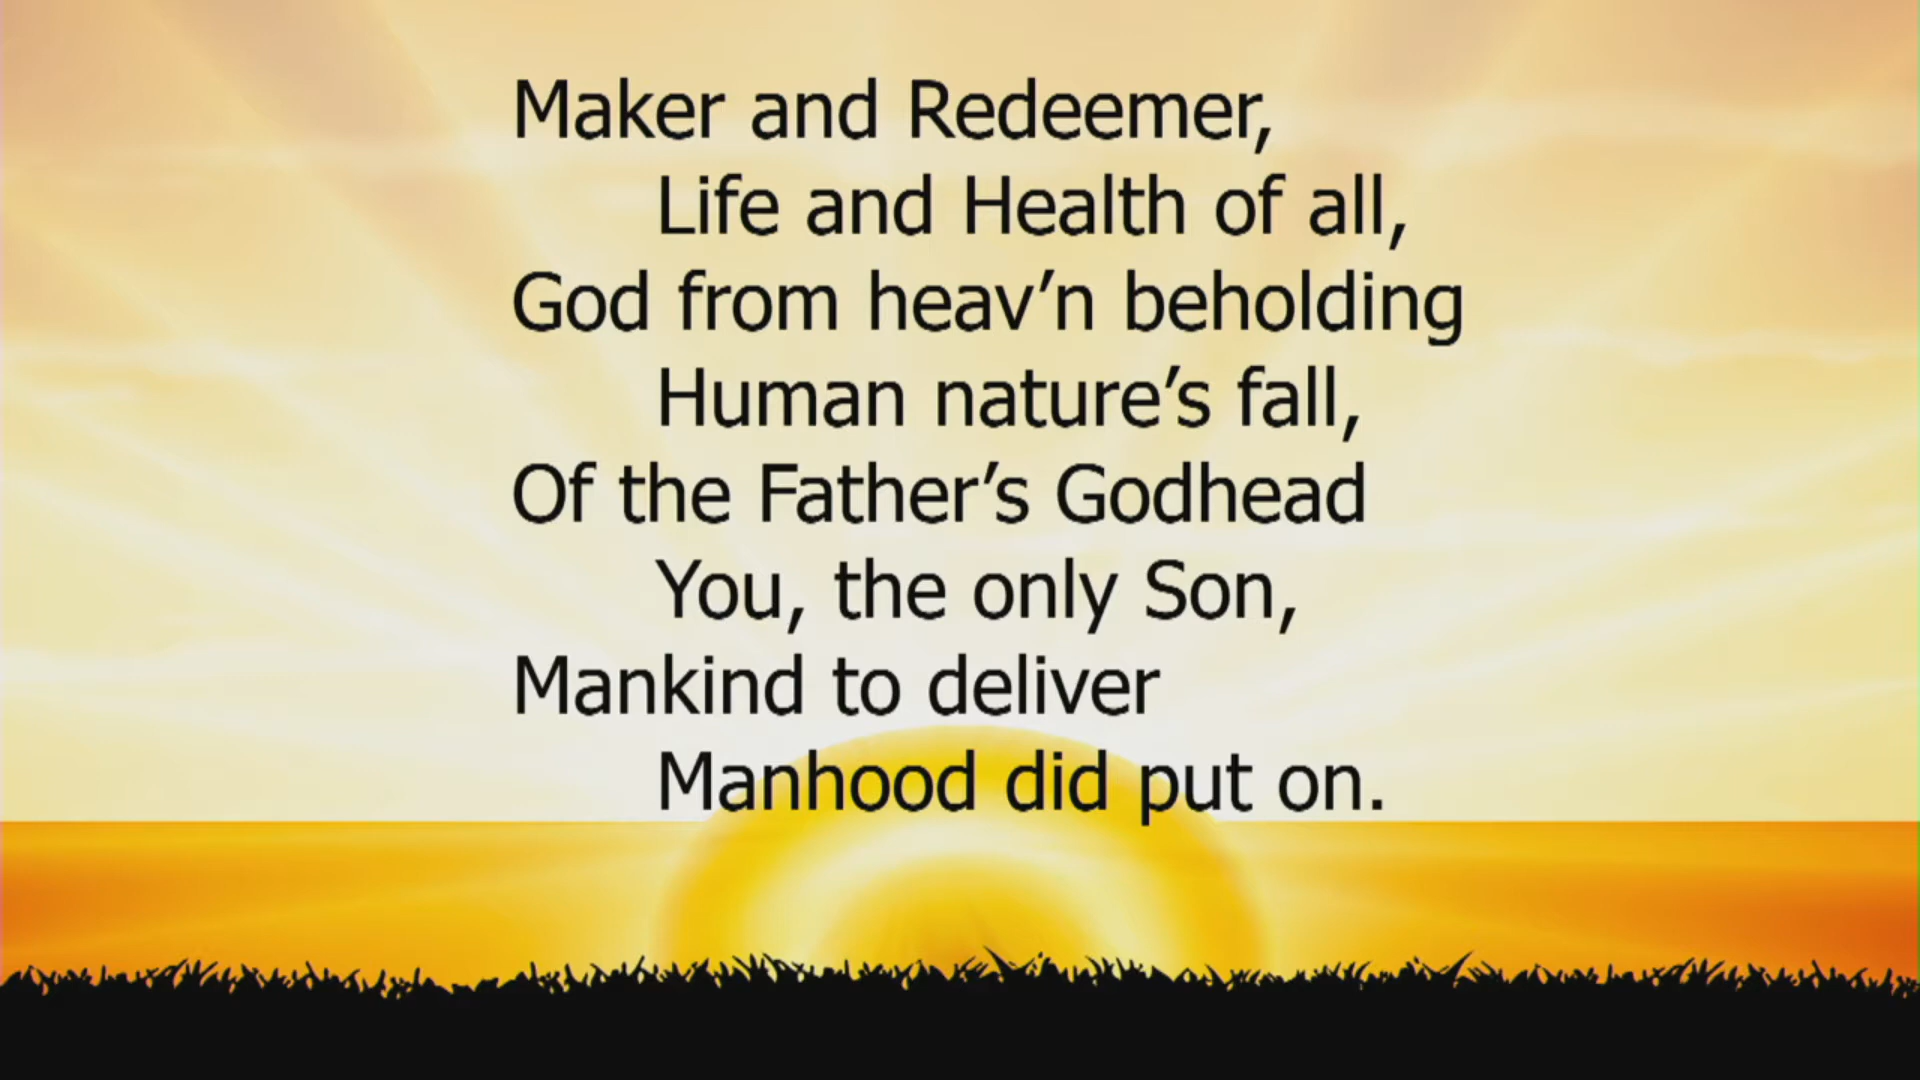 Maker and Redeemer,
Life and Health of all,
God from heav’n beholding
Human nature’s fall,
Of the Father’s Godhead
You, the only Son,
Mankind to deliver
Manhood did put on.